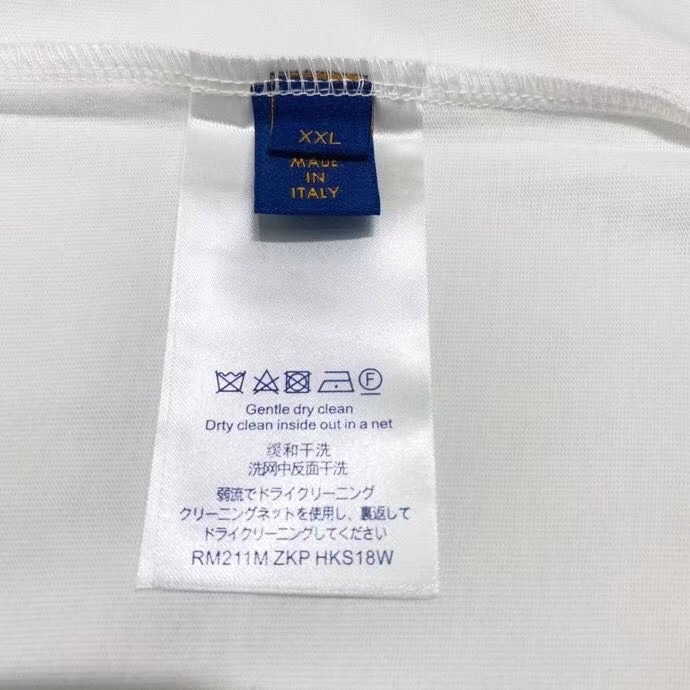 XXL
MADE
IN
ITALY
F
Gentle dry clean
Drty clean inside out in a net
缓和干洗
洗网中反面干洗
弱流でドライクリーニング
クリーニングネットを使用し、裏返して
ドライクリーニングしてください
RM211M ZKP HKS18W